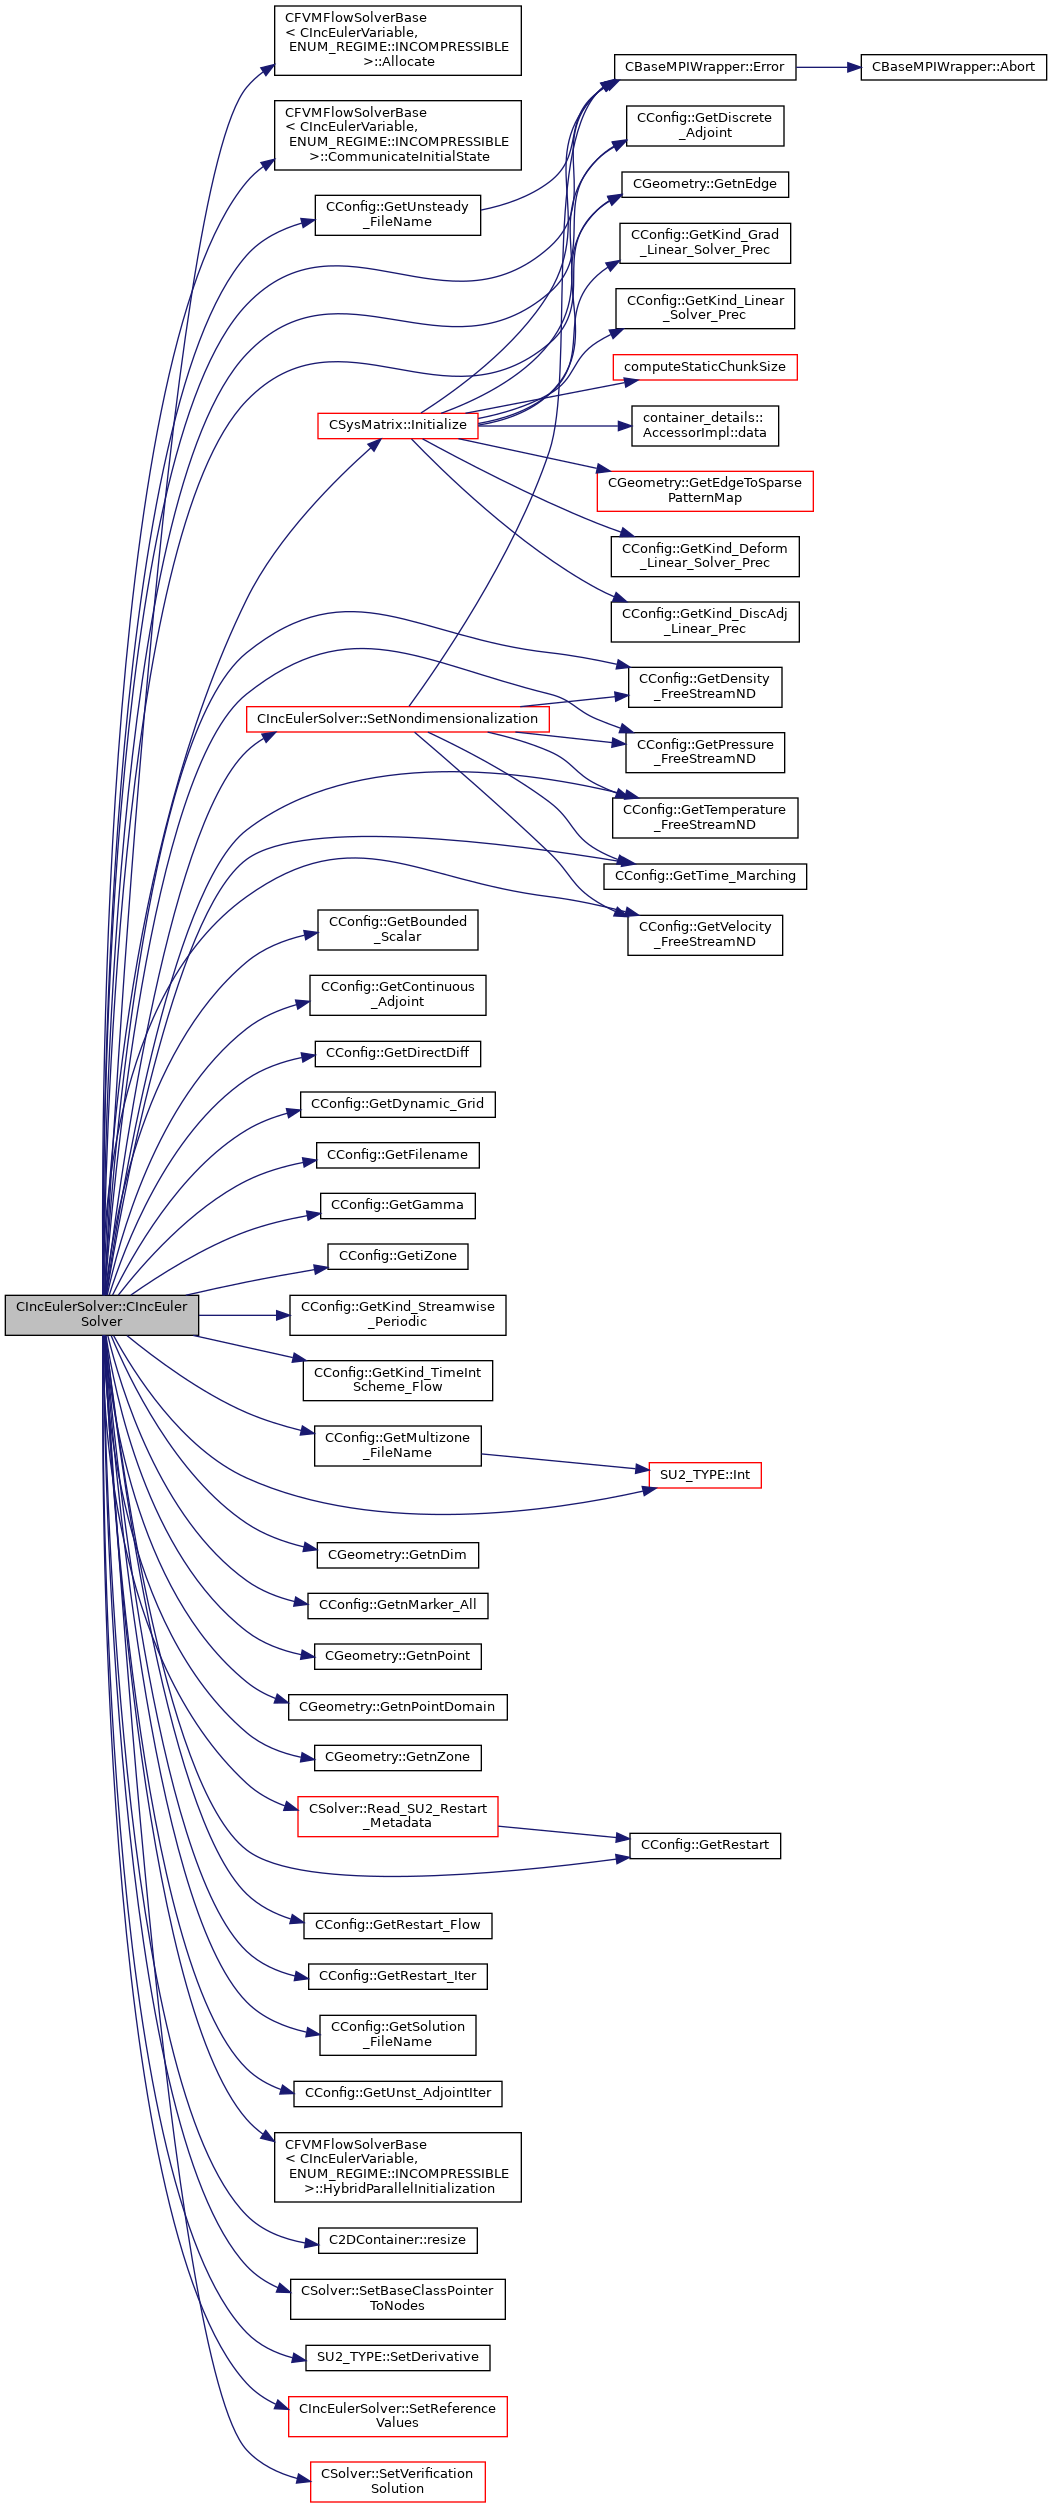 CFVMFlowSolverBase
< CIncEulerVariable,
ENUM_REGIME::INCOMPRESSIBLE
>::Allocate
CFVMFlowSolverBase
< CIncEulerVariable,
ENUM_REGIME::INCOMPRESSIBLE
>::CommunicateInitialState
CConfig::GetUnsteady
_FileName
CBaseMPIWrapper::Error
CBaseMPIWrapper::Abort
CConfig::GetDiscrete
_Adjoint
CGeometry::GetnEdge
CConfig::GetKind_Grad
_Linear_Solver_Prec
CConfig::GetKind_Linear
_Solver_Prec
computeStaticChunkSize
CSysMatrix::Initialize
container_details::
AccessorImpl::data
CGeometry::GetEdgeToSparse
PatternMap
CConfig::GetKind_Deform
_Linear_Solver_Prec
CConfig::GetKind_DiscAdj
_Linear_Prec
CConfig::GetDensity
_FreeStreamND
CIncEulerSolver::SetNondimensionalization
CConfig::GetPressure
_FreeStreamND
CConfig::GetTemperature
_FreeStreamND
CConfig::GetTime_Marching
CConfig::GetVelocity
_FreeStreamND
CConfig::GetBounded
_Scalar
CConfig::GetContinuous
_Adjoint
CConfig::GetDirectDiff
CConfig::GetDynamic_Grid
CConfig::GetFilename
CConfig::GetGamma
CConfig::GetiZone
CIncEulerSolver::CIncEuler
Solver
CConfig::GetKind_Streamwise
_Periodic
CConfig::GetKind_TimeInt
Scheme_Flow
CConfig::GetMultizone
_FileName
SU2_TYPE::Int
CGeometry::GetnDim
CConfig::GetnMarker_All
CGeometry::GetnPoint
CGeometry::GetnPointDomain
CGeometry::GetnZone
CSolver::Read_SU2_Restart
_Metadata
CConfig::GetRestart
CConfig::GetRestart_Flow
CConfig::GetRestart_Iter
CConfig::GetSolution
_FileName
CConfig::GetUnst_AdjointIter
CFVMFlowSolverBase
< CIncEulerVariable,
ENUM_REGIME::INCOMPRESSIBLE
>::HybridParallelInitialization
C2DContainer::resize
CSolver::SetBaseClassPointer
ToNodes
SU2_TYPE::SetDerivative
CIncEulerSolver::SetReference
Values
CSolver::SetVerification
Solution